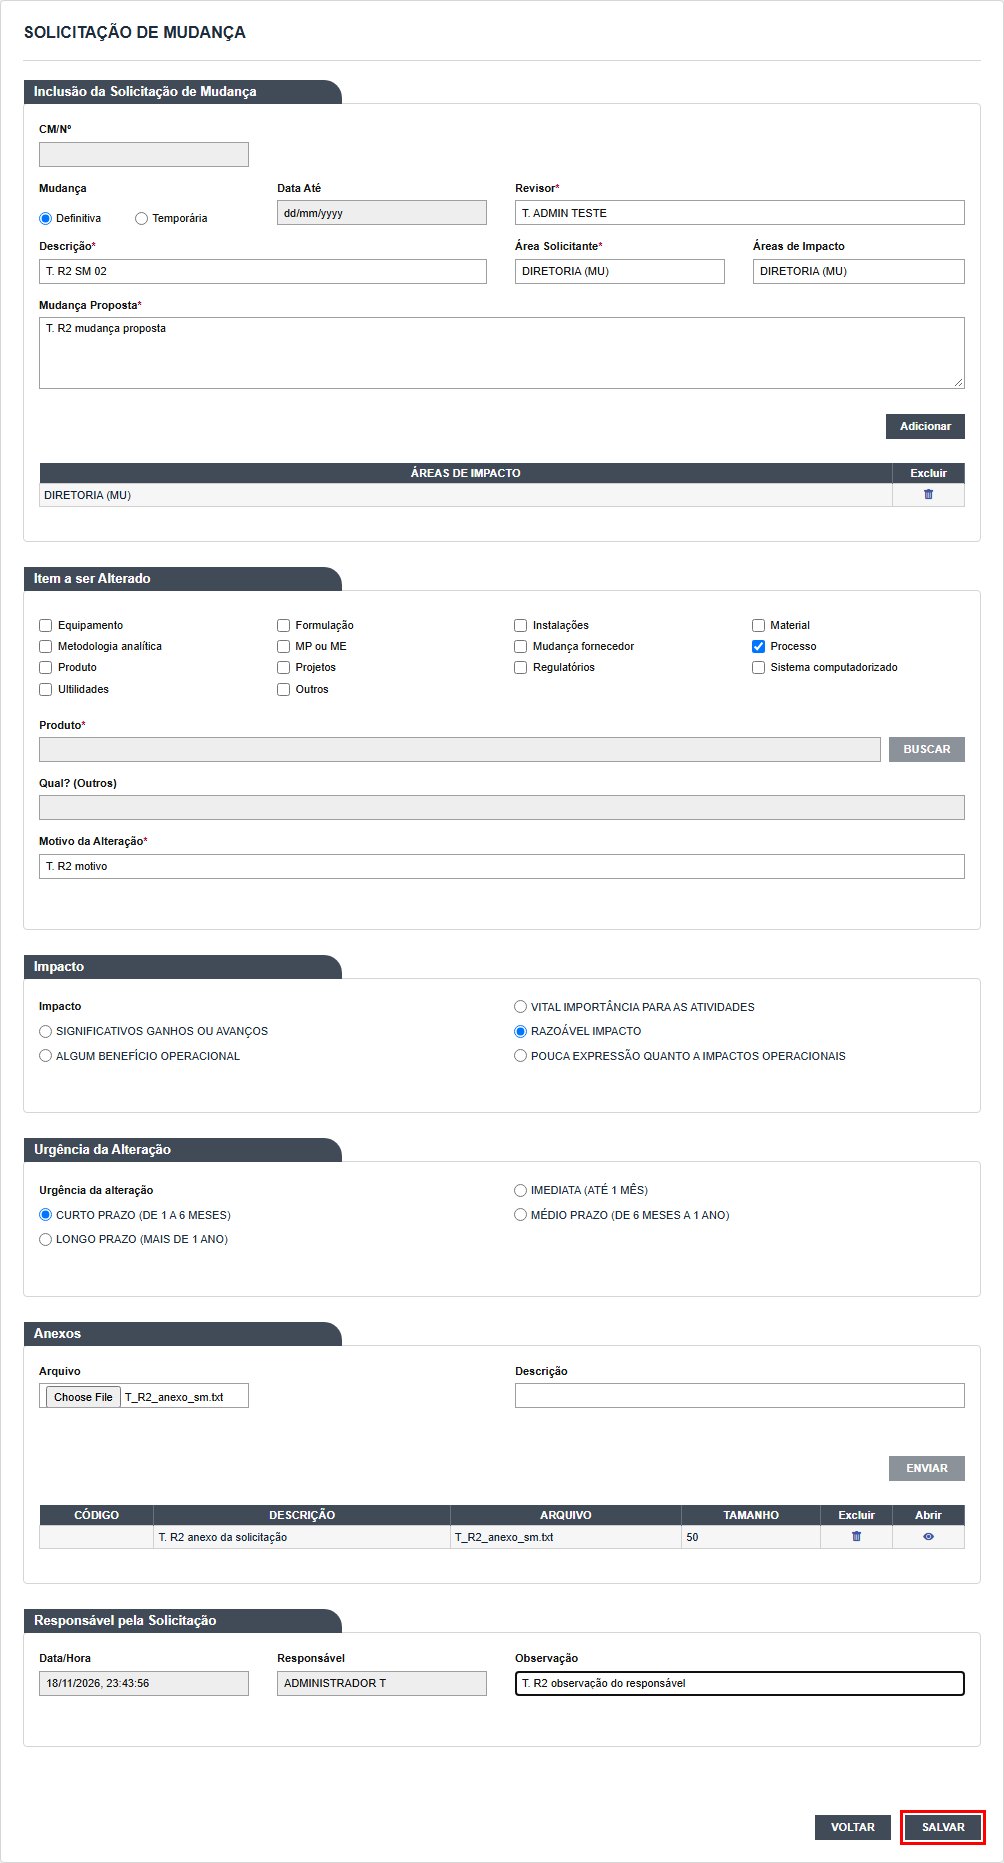 SOLICITAÇÃO DE MUDANÇA
Inclusão da Solicitação de Mudança
CM/Nº
Mudança
Data Até
Revisor*
Definitiva
Temporária
dd/mm/yyyy
T. ADMIN TESTE
Descrição*
Área Solicitante*
Áreas de Impacto
T. R2 SM 02
DIRETORIA (MU)
DIRETORIA (MU)
Mudança Proposta*
T. R2 mudança proposta
Adicionar
ÁREAS DE IMPACTO
Excluir
DIRETORIA (MU)
Item a ser Alterado
Equipamento
Formulação
Instalações
Material
Metodologia analítica
MP ou ME
Mudança fornecedor
Processo
Produto
Projetos
Regulatórios
Sistema computadorizado
Ultilidades
Outros
Produto*
BUSCAR
Qual? (Outros)
Motivo da Alteração*
T. R2 motivo
Impacto
Impacto
VITAL IMPORTÂNCIA PARA AS ATIVIDADES
SIGNIFICATIVOS GANHOS OU AVANÇOS
RAZOÁVEL IMPACTO
ALGUM BENEFÍCIO OPERACIONAL
POUCA EXPRESSÃO QUANTO A IMPACTOS OPERACIONAIS
Urgência da Alteração
Urgência da alteração
IMEDIATA (ATÉ 1 MÊS)
CURTO PRAZO (DE 1 A 6 MESES)
MÉDIO PRAZO (DE 6 MESES A 1 ANO)
LONGO PRAZO (MAIS DE 1 ANO)
Anexos
Arquivo
Descrição
Choose File T_R2_anexo_sm.txt
ENVIAR
CÓDIGO
DESCRIÇÃO
ARQUIVO
TAMANHO
Excluir
Abrir
T. R2 anexo da solicitação
T_R2_anexo_sm.txt
50
Responsável pela Solicitação
Data/Hora
Responsável
Observação
18/11/2026, 23:43:56
ADMINISTRADOR T
T. R2 observação do responsável
VOLTAR
SALVAR